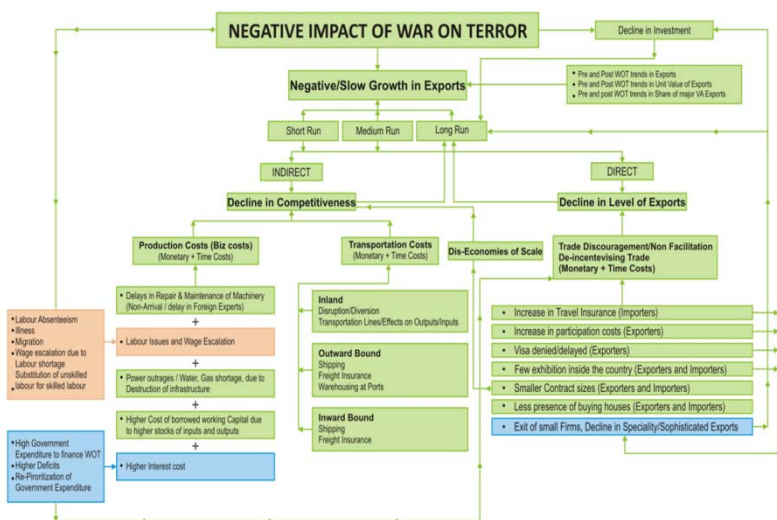 NEGATIVE IMPACT OF WAR ON TERROR
Decline in Investment
Negative/Slow Growth in Exports
• Pre and Post WOT trends in Exports
• Pre and Post WOT trends in Unit Value of Exports
• Pre and post WOT trends in Share of major VA Exports
Short Run
Medium Run
Long Run
INDIRECT
DIRECT
Decline in Competitiveness
Decline in Level of Exports
Production Costs (Biz costs)
(Monetary + Time Costs)
Transportation Costs
(Monetary + Time Costs)
Dis-Economies of Scale
Trade Discouragement/Non Facilitation
De-incentevising Trade
(Monetary + Time Costs)
• Delays in Repair & Maintenance of Machinery
(Non-Arrival / delay in Foreign Experts)
+
• Labour Issues and Wage Escalation
+
• Power outrages / Water, Gas shortage, due to
Destruction of infrastructure
+
• Higher Cost of borrowed working Capital due
to higher stocks of inputs and outputs
+
• Higher Interest cost
• Labour Absenteeism
• Illness
• Migration
• Wage escalation due to
Labour shortage
Substitution of unskilled
• labour for skilled labour
• High Government
Expenditure to finance WOT
• Higher Deficits
• Re-Pirioritization of
Government Expenditure
Inland
Disruption/Diversion
Transportation Lines/Effects on Outputs/Inputs
Outward Bound
Shipping
Freight Insurance
Warehousing at Ports
Inward Bound
Shipping
Freight Insurance
• Increase in Travel Insurance (Importers)
• Increase in participation costs (Exporters)
• Visa denied/delayed (Exporters)
• Few exhibition inside the country (Exporters and Importers)
• Smaller Contract sizes (Exporters and Importers)
• Less presence of buying houses (Exporters and Importers)
• Exit of small Firms, Decline in Speciality/Sophisticated Exports